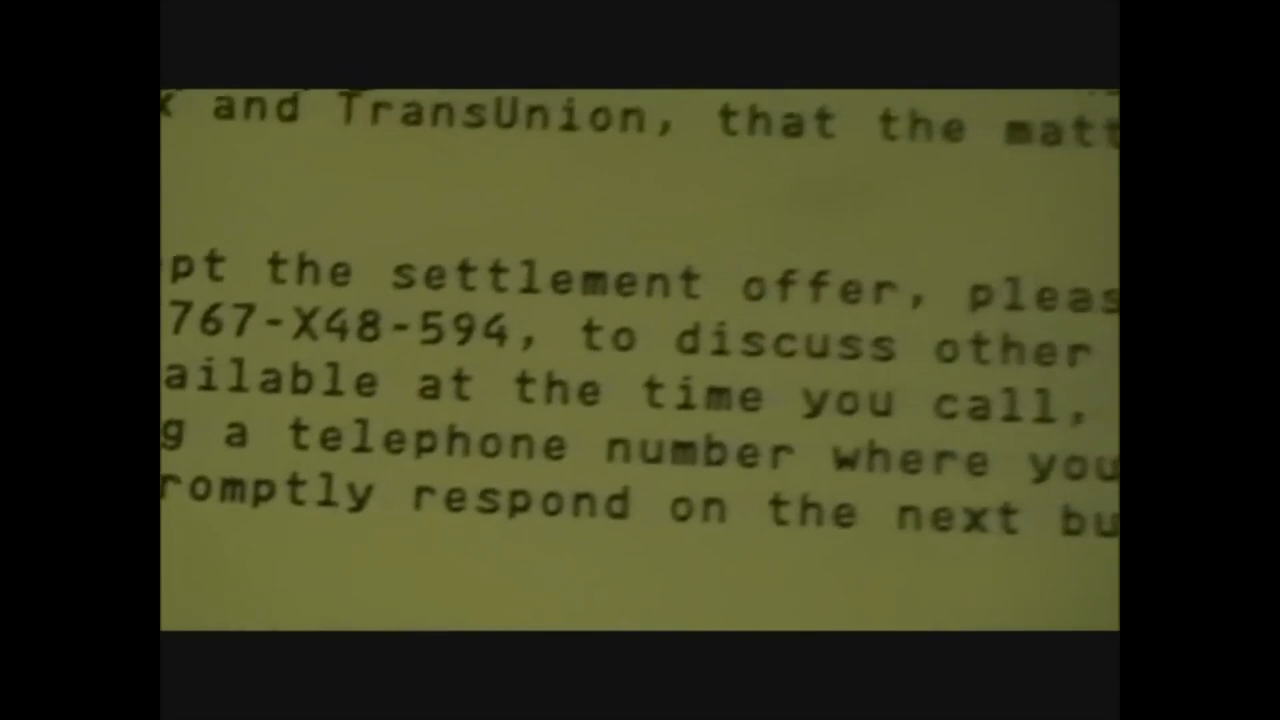 and TransUnion, that the matt
pt the settlement offer, pleas
767-X48-594, to discuss other
ailable at the time you call,
g a telephone number where you
romptly respond on the next bu